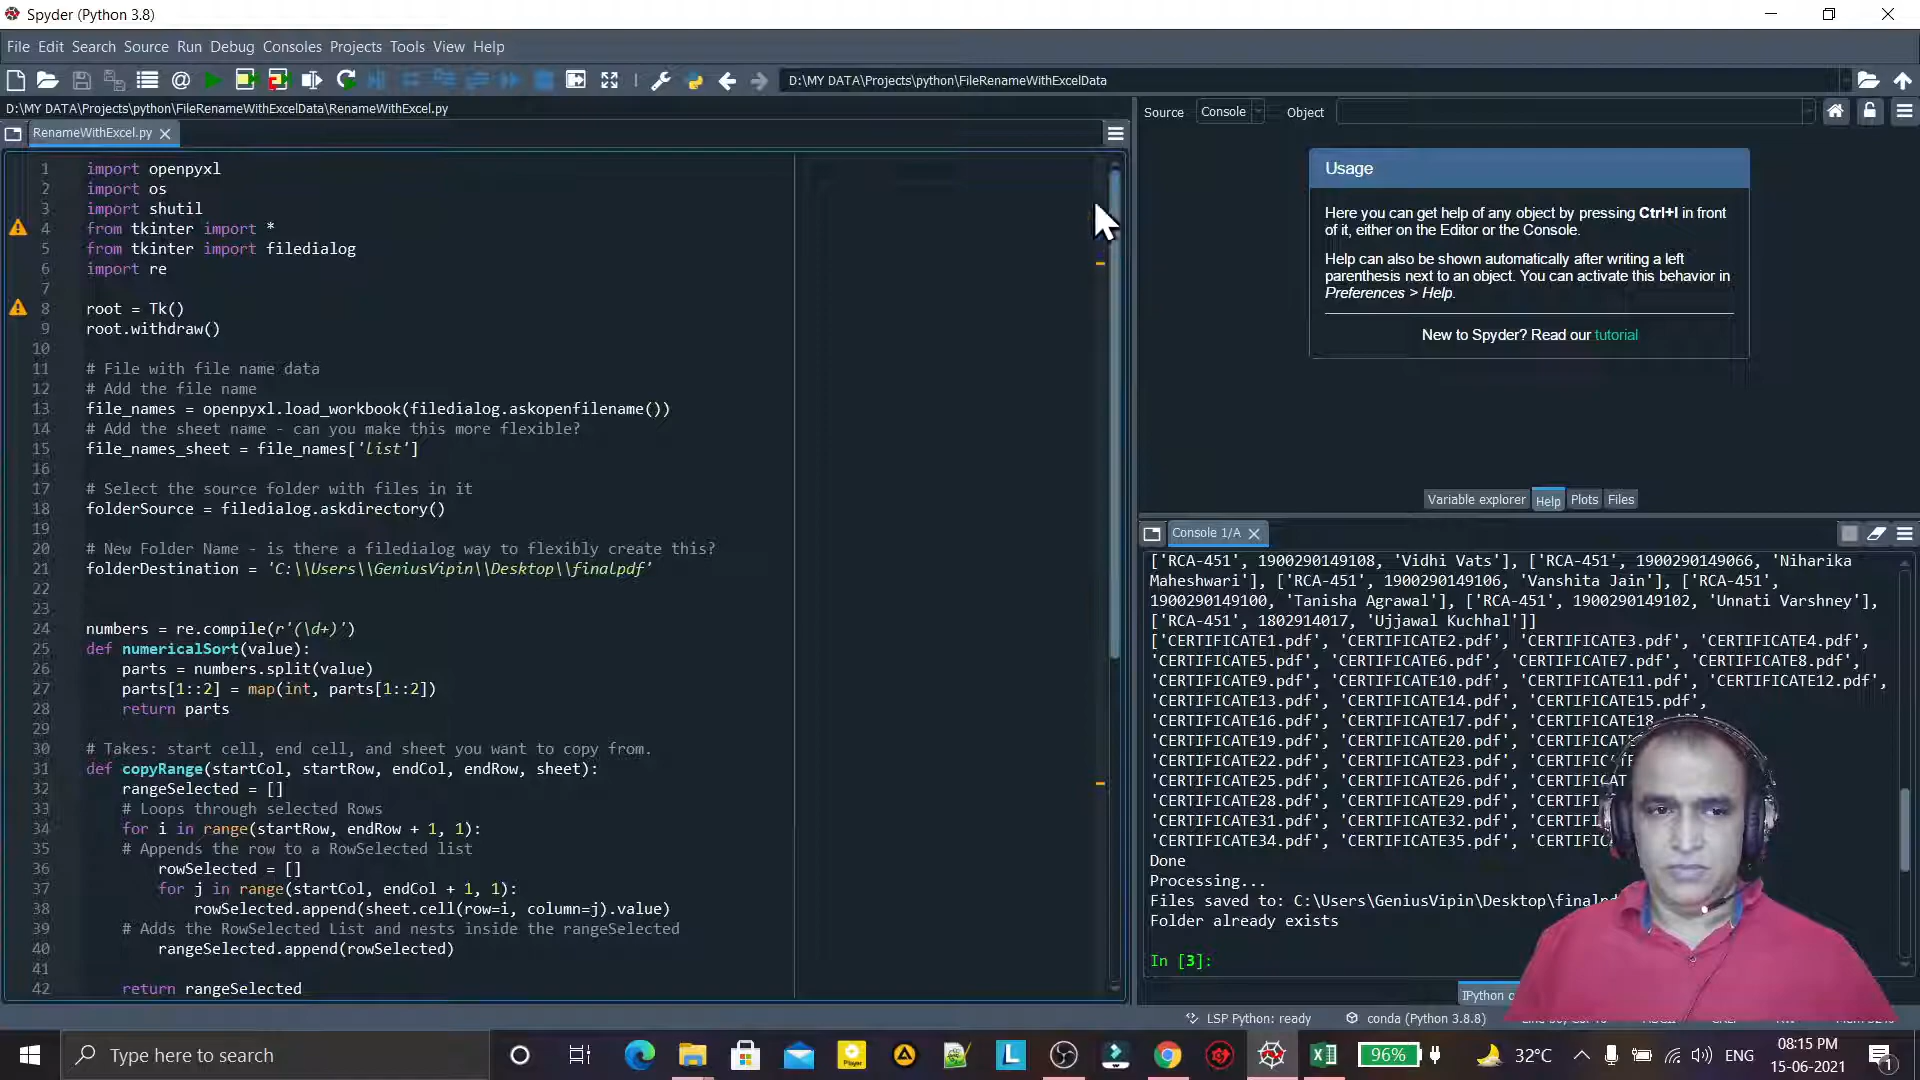 Spyder (Python 3.8)
File Edit Search Source Run Debug Consoles Projects Tools View Help
D:\MY DATA\Projects\python\FileRenameWithExcelData
D:\MY DATA\Projects\python\FileRenameWithExcelData\RenameWithExcel.py
RenameWithExcel.py
1 import openpyxl
2 import os
3 import shutil
4 from tkinter import *
5 from tkinter import filedialog
6 import re
7
8 root = Tk()
9 root.withdraw()
10
11 # File with file name data
12 # Add the file name
13 file_names = openpyxl.load_workbook(filedialog.askopenfilename())
14 # Add the sheet name - can you make this more flexible?
15 file_names_sheet = file_names['list']
16
17 # Select the source folder with files in it
18 folderSource = filedialog.askdirectory()
19
20 # New Folder Name - is there a filedialog way to flexibly create this?
21 folderDestination = 'C:\\Users\\GeniusVipin\\Desktop\\finalpdf'
22
23
24 numbers = re.compile(r'(\d+)')
25 def numericalSort(value):
26 parts = numbers.split(value)
27 parts[1::2] = map(int, parts[1::2])
28 return parts
29
30 # Takes: start cell, end cell, and sheet you want to copy from.
31 def copyRange(startCol, startRow, endCol, endRow, sheet):
32 rangeSelected = []
33 # Loops through selected Rows
34 for i in range(startRow, endRow + 1, 1):
35 # Appends the row to a RowSelected list
36 rowSelected = []
37 for j in range(startCol, endCol + 1, 1):
38 rowSelected.append(sheet.cell(row=i, column=j).value)
39 # Adds the RowSelected List and nests inside the rangeSelected
40 rangeSelected.append(rowSelected)
41
42 return rangeSelected
Source Console Object
Usage
Here you can get help of any object by pressing Ctrl+I in front
of it, either on the Editor or the Console.
Help can also be shown automatically after writing a left
parenthesis next to an object. You can activate this behavior in
Preferences > Help.
New to Spyder? Read our tutorial
Variable explorer Help Plots Files
Console 1/A
['RCA-451', 1900290149108, 'Vidhi Vats'], ['RCA-451', 1900290149066, 'Niharika
Maheshwari'], ['RCA-451', 1900290149106, 'Vanshita Jain'], ['RCA-451',
1900290149100, 'Tanisha Agrawal'], ['RCA-451', 1900290149102, 'Unnati Varshney'],
['RCA-451', 1802914017, 'Ujjawal Kuchhal']]
['CERTIFICATE1.pdf', 'CERTIFICATE2.pdf', 'CERTIFICATE3.pdf', 'CERTIFICATE4.pdf',
'CERTIFICATE5.pdf', 'CERTIFICATE6.pdf', 'CERTIFICATE7.pdf', 'CERTIFICATE8.pdf',
'CERTIFICATE9.pdf', 'CERTIFICATE10.pdf', 'CERTIFICATE11.pdf', 'CERTIFICATE12.pdf',
'CERTIFICATE13.pdf', 'CERTIFICATE14.pdf', 'CERTIFICATE15.pdf',
'CERTIFICATE16.pdf', 'CERTIFICATE17.pdf', 'CERTIFICATE18
'CERTIFICATE19.pdf', 'CERTIFICATE20.pdf',
'CERTIFICATE22.pdf', 'CERTIFICATE23.pdf',
'CERTIFICATE25.pdf', 'CERTIFICATE26.pdf',
'CERTIFICATE28.pdf', 'CERTIFICATE29.pdf',
'CERTIFICATE31.pdf', 'CERTIFICATE32.pdf',
'CERTIFICATE34.pdf', 'CERTIFICATE35.pdf',
Done
Processing...
Files saved to: C:\Users\GeniusVipin\Desktop\finalp
Folder already exists
In [3]:
IPython c
LSP Python: ready conda (Python 3.8.8)
Type here to search
96% 32°C ENG 08:15 PM
15-06-2021
1